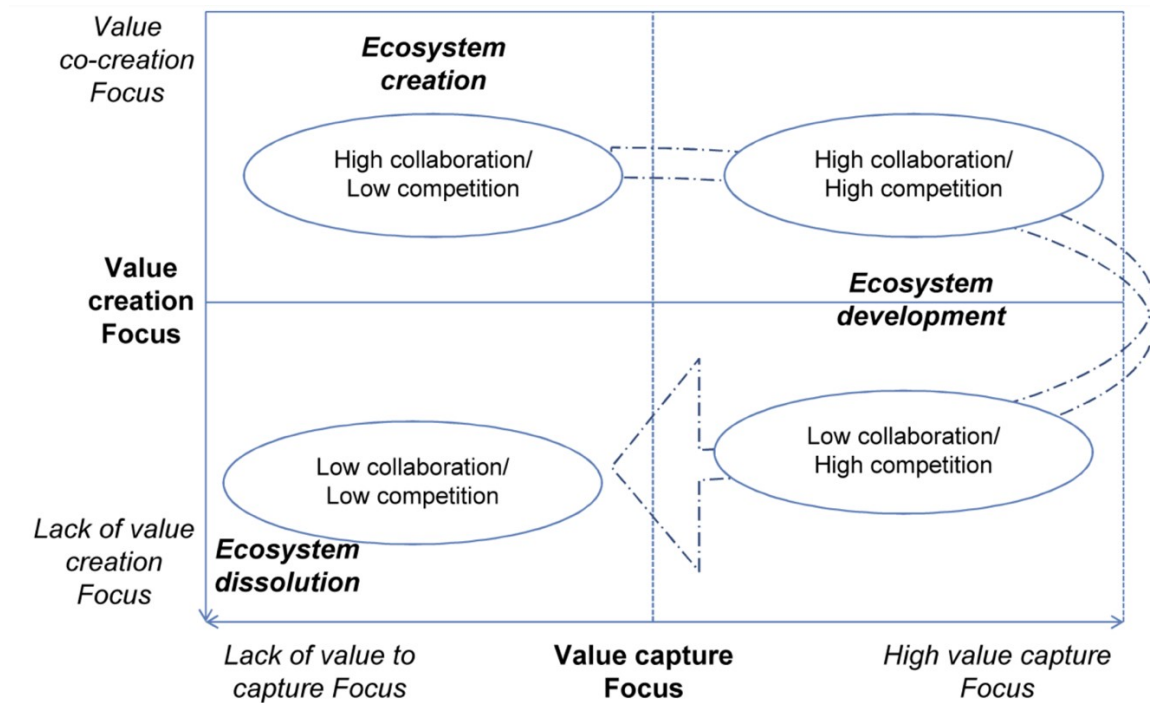 Value
co-creation
Focus
Ecosystem
creation
High collaboration/
Low competition
High collaboration/
High competition
Value
creation
Focus
Ecosystem
development
Low collaboration/
High competition
Low collaboration/
Low competition
Lack of value
creation
Focus
Ecosystem
dissolution
Lack of value to
capture Focus
Value capture
Focus
High value capture
Focus